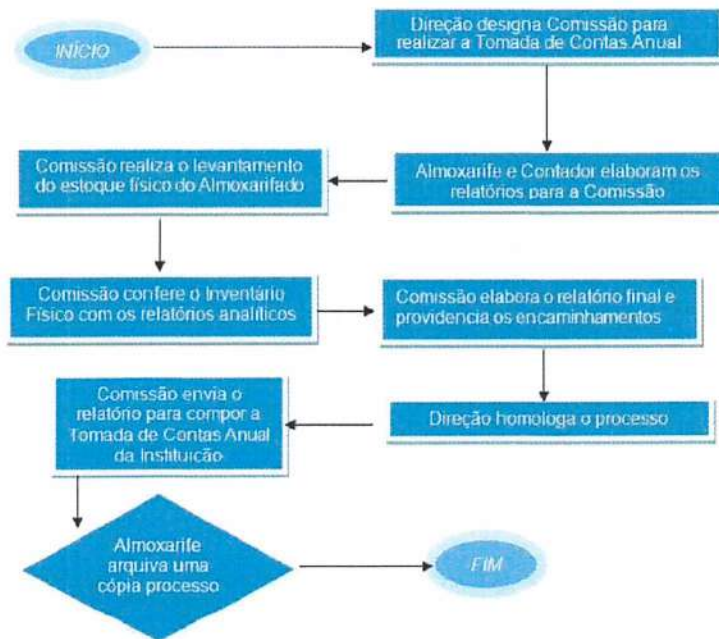 INÍCIO
Direção designa Comissão para
realizar a Tomada de Contas Anual
Almoxarife e Contador elaboram os
relatórios para a Comissão
Comissão realiza o levantamento
do estoque físico do Almoxarifado
Comissão confere o Inventário
Físico com os relatórios analíticos
Comissão elabora o relatório final e
providencia os encaminhamentos
Direção homologa o processo
Comissão envia o
relatório para compor a
Tomada de Contas Anual
da Instituição
Almoxarife
arquiva uma
cópia processo
FIM